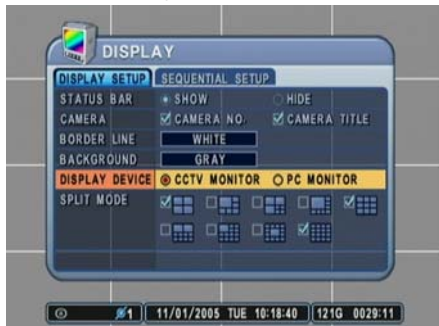 DISPLAY
DISPLAY SETUP SEQUENTIAL SETUP
STATUS BAR SHOW HIDE
CAMERA CAMERA NO. CAMERA TITLE
BORDER LINE WHITE
BACKGROUND GRAY
DISPLAY DEVICE CCTV MONITOR PC MONITOR
SPLIT MODE
1 11/01/2005 TUE 10:18:40 121G 0029:11